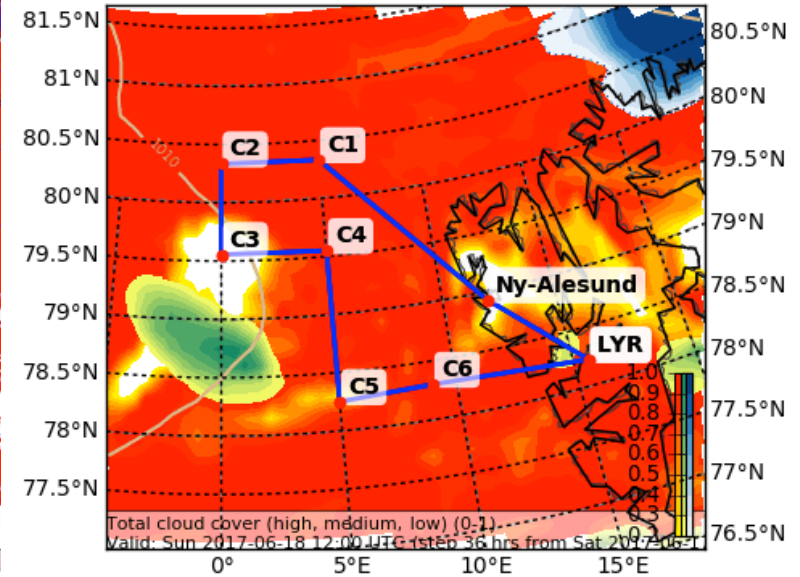 81.5°N
81°N
80.5°N
80°N
79.5°N
79°N
78.5°N
78°N
77.5°N
80.5°N
80°N
79.5°N
79°N
78.5°N
78°N
77.5°N
77°N
76.5°N
1010
C2
C1
C3
C4
Ny-Alesund
LYR
C5
C6
1.0
0.9
0.8
0.7
0.6
0.5
0.4
0.3
Total cloud cover (high, medium, low) (0-1)
Valid: Sun 2017-06-18 12:00 UTC (step 36 hrs from Sat
0°
5°E
10°E
15°E